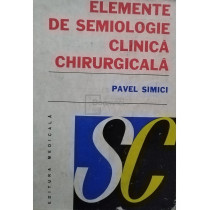 ELEMENTE
DE SEMIOLOGIE
CLINICĂ
CHIRURGICALĂ
PAVEL SIMICI
SC
EDITURA MEDICALĂ